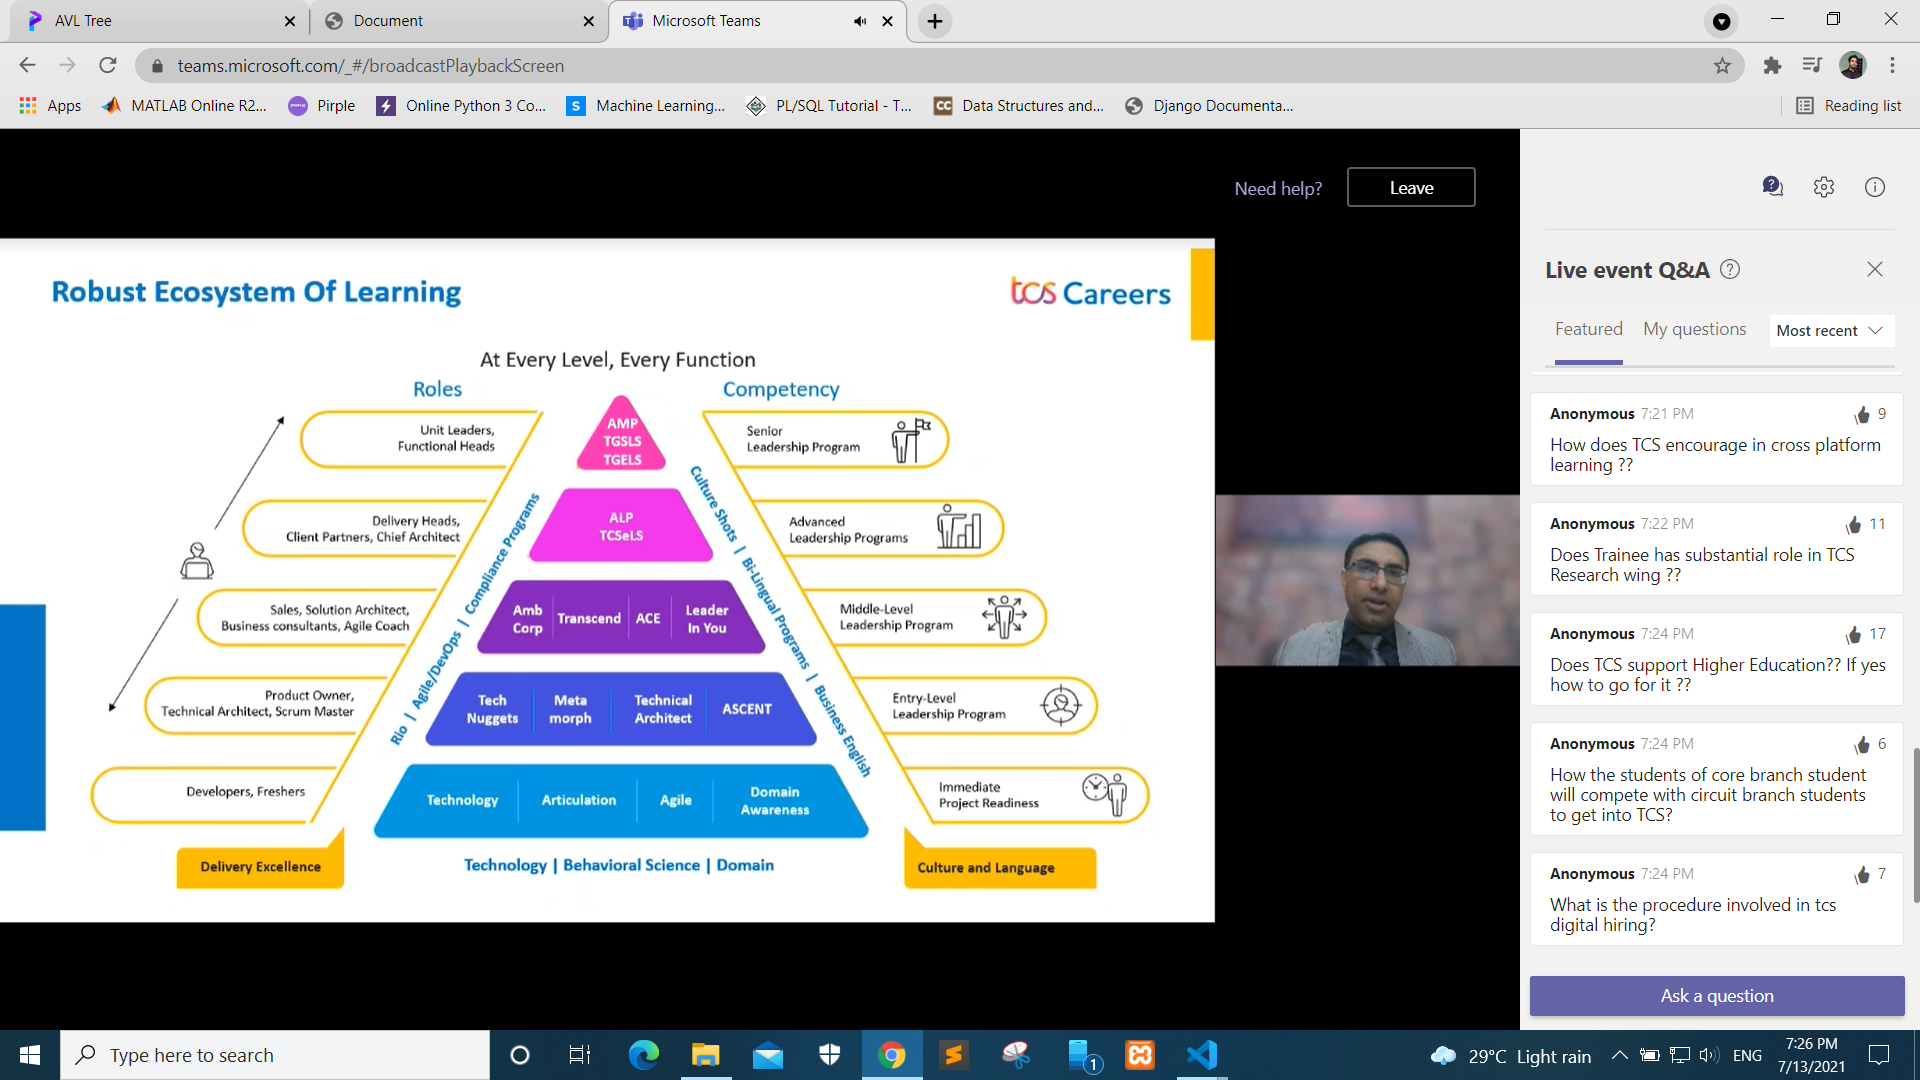 AVL Tree
Document
Microsoft Teams
teams.microsoft.com/_#/broadcastPlaybackScreen
Apps
MATLAB Online R2...
Pirple
Online Python 3 Co...
Machine Learning...
PL/SQL Tutorial - T...
Data Structures and...
Django Documenta...
Reading list
Need help?
Leave
Robust Ecosystem Of Learning
tcs Careers
At Every Level, Every Function
Roles
Competency
Unit Leaders,
Functional Heads
AMP
TGSLS
TGELS
Senior
Leadership Program
Delivery Heads,
Client Partners, Chief Architect
ALP
TCSeLS
Advanced
Leadership Programs
Sales, Solution Architect,
Business consultants, Agile Coach
Amb
Corp
Transcend
ACE
Leader
In You
Middle-Level
Leadership Program
Product Owner,
Technical Architect, Scrum Master
Tech
Nuggets
Meta
morph
Technical
Architect
ASCENT
Entry-Level
Leadership Program
Developers, Freshers
Technology
Articulation
Agile
Domain
Awareness
Immediate
Project Readiness
Rio | Agile/DevOps | Compliance Programs
Culture Shots | Bi-Lingual Programs | Business English
Delivery Excellence
Technology | Behavioral Science | Domain
Culture and Language
Live event Q&A
Featured
My questions
Most recent
Anonymous 7:21 PM 9
How does TCS encourage in cross platform
learning ??
Anonymous 7:22 PM 11
Does Trainee has substantial role in TCS
Research wing ??
Anonymous 7:24 PM 17
Does TCS support Higher Education?? If yes
how to go for it ??
Anonymous 7:24 PM 6
How the students of core branch student
will compete with circuit branch students
to get into TCS?
Anonymous 7:24 PM 7
What is the procedure involved in tcs
digital hiring?
Ask a question
Type here to search
1
29°C Light rain
ENG
7:26 PM
7/13/2021